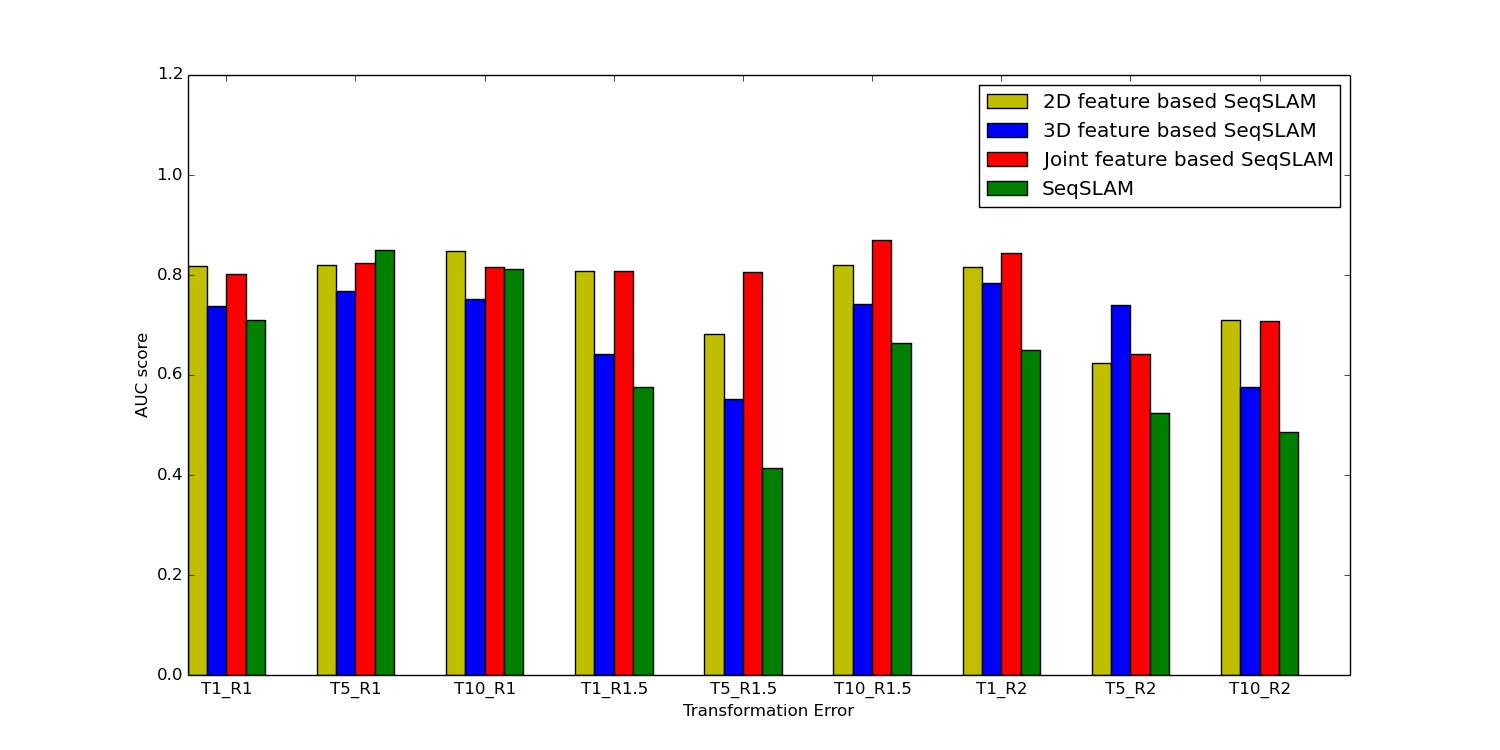 1.2
1.0
0.8
0.6
0.4
0.2
0.0
AUC score
2D feature based SeqSLAM
3D feature based SeqSLAM
Joint feature based SeqSLAM
SeqSLAM
T1_R1 T5_R1 T10_R1 T1_R1.5 T5_R1.5 T10_R1.5 T1_R2 T5_R2 T10_R2
Transformation Error